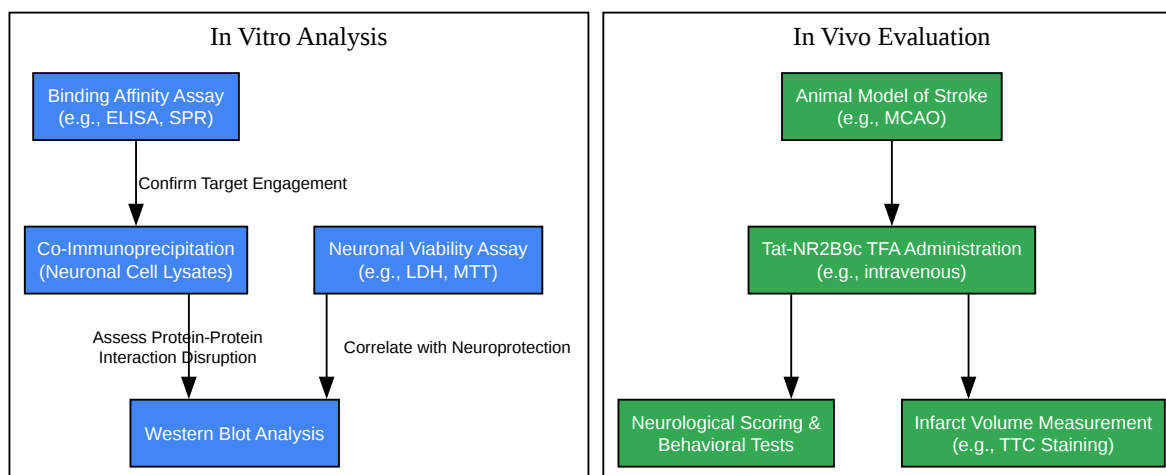 In Vitro Analysis
Binding Affinity Assay
(e.g., ELISA, SPR)
Confirm Target Engagement
Co-Immunoprecipitation
(Neuronal Cell Lysates)
Neuronal Viability Assay
(e.g., LDH, MTT)
Assess Protein-Protein
Interaction Disruption
Correlate with Neuroprotection
Western Blot Analysis
In Vivo Evaluation
Animal Model of Stroke
(e.g., MCAO)
Tat-NR2B9c TFA Administration
(e.g., intravenous)
Neurological Scoring &
Behavioral Tests
Infarct Volume Measurement
(e.g., TTC Staining)